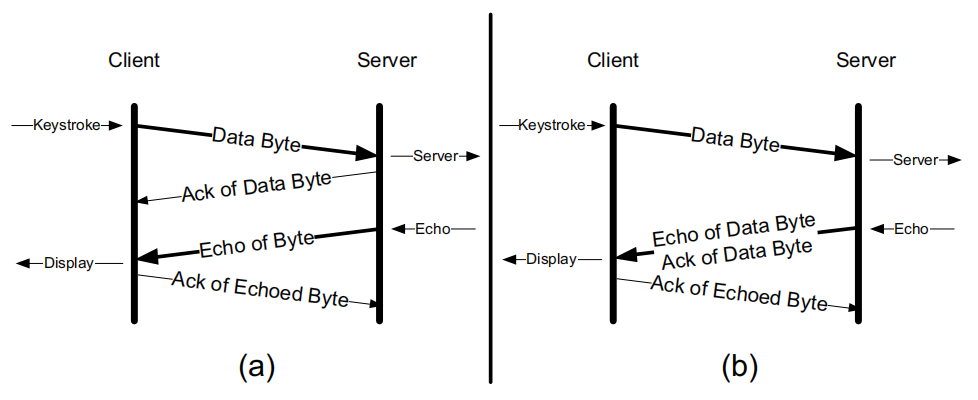 Client
Server
Keystroke
Data Byte
Server
Ack of Data Byte
Echo of Byte
Echo
Display
Ack of Echoed Byte
(a)
Client
Server
Keystroke
Data Byte
Server
Echo of Data Byte
Ack of Data Byte
Echo
Display
Ack of Echoed Byte
(b)